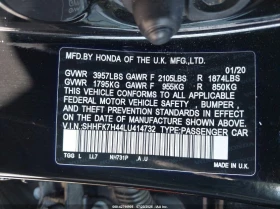 MFD. BY HONDA OF THE U.K. MFG.,LTD.
01/20
GVWR 3957LBS GAWR F 2105LBS R 1874LBS
GVWR 1795KG GAWR F 955KG R 850KG
THIS VEHICLE CONFORMS TO ALL APPLICABLE
FEDERAL MOTOR VEHICLE SAFETY, BUMPER,
AND THEFT PREVENTION STANDARDS IN EFFECT
ON THE DATE OF MANUFACTURE SHOWN ABOVE.
V.I.N.:SHHFK7H44LU414732 TYPE:PASSENGER CAR
TGG L LL7 NH731P A.U